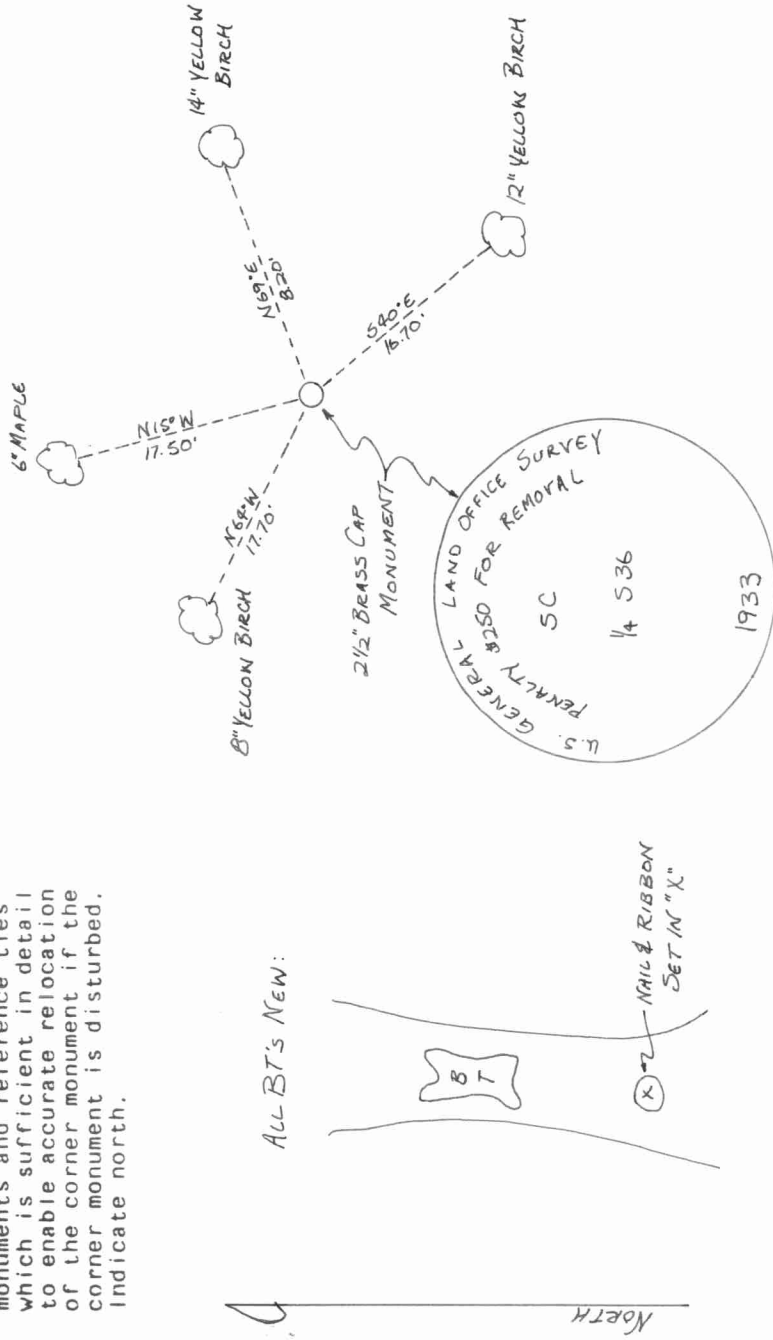 monuments and reference ties
which is sufficient in detail
to enable accurate relocation
of the corner monument if the
corner monument is disturbed.
Indicate north.
NORTH
ALL BT'S NEW:
B
T
X
NAIL & RIBBON
SET IN "X"
6" MAPLE
N15°W
17.50'
14" YELLOW
BIRCH
N69°E
8.20'
8" YELLOW BIRCH
N64°W
17.70'
S40°E
16.70'
12" YELLOW BIRCH
2½" BRASS CAP
MONUMENT
U.S. GENERAL LAND OFFICE SURVEY
PENALTY $250 FOR REMOVAL
SC
1/4 S36
1933